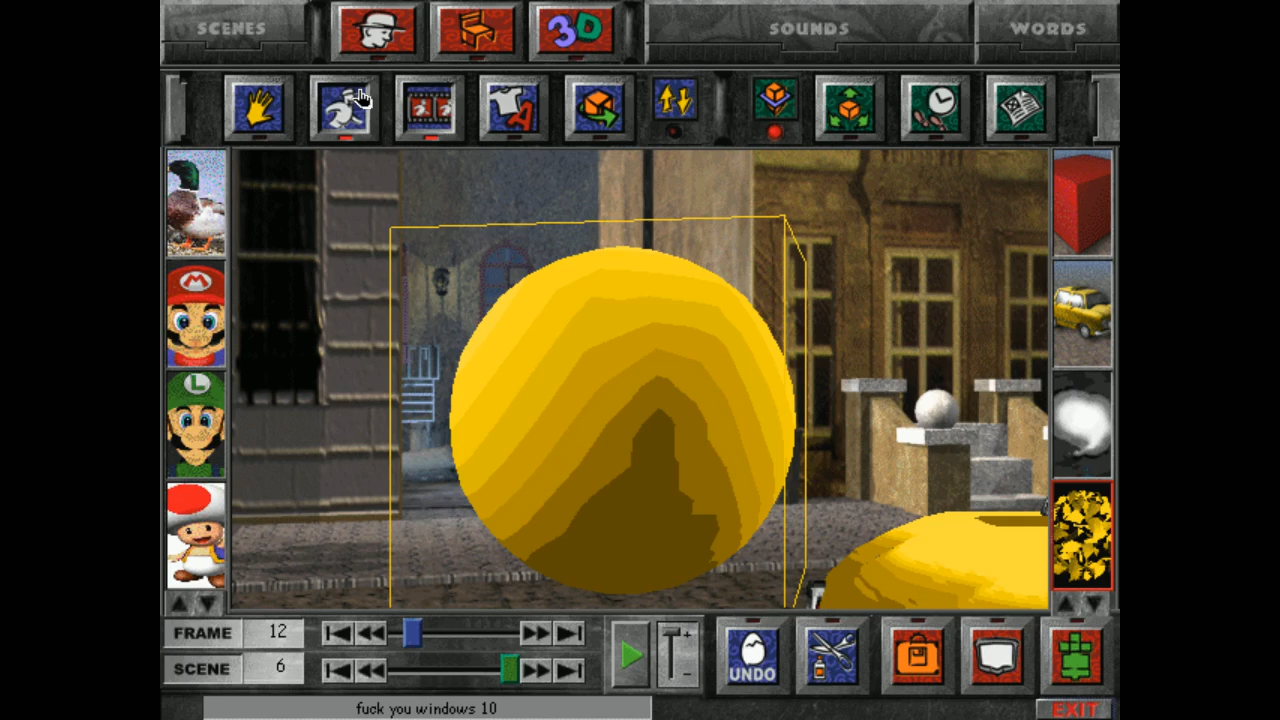 SCENES
3D
SOUNDS
WORDS
A
M
L
FRAME 12
SCENE 6
+
-
UNDO
fuck you windows 10
EXIT